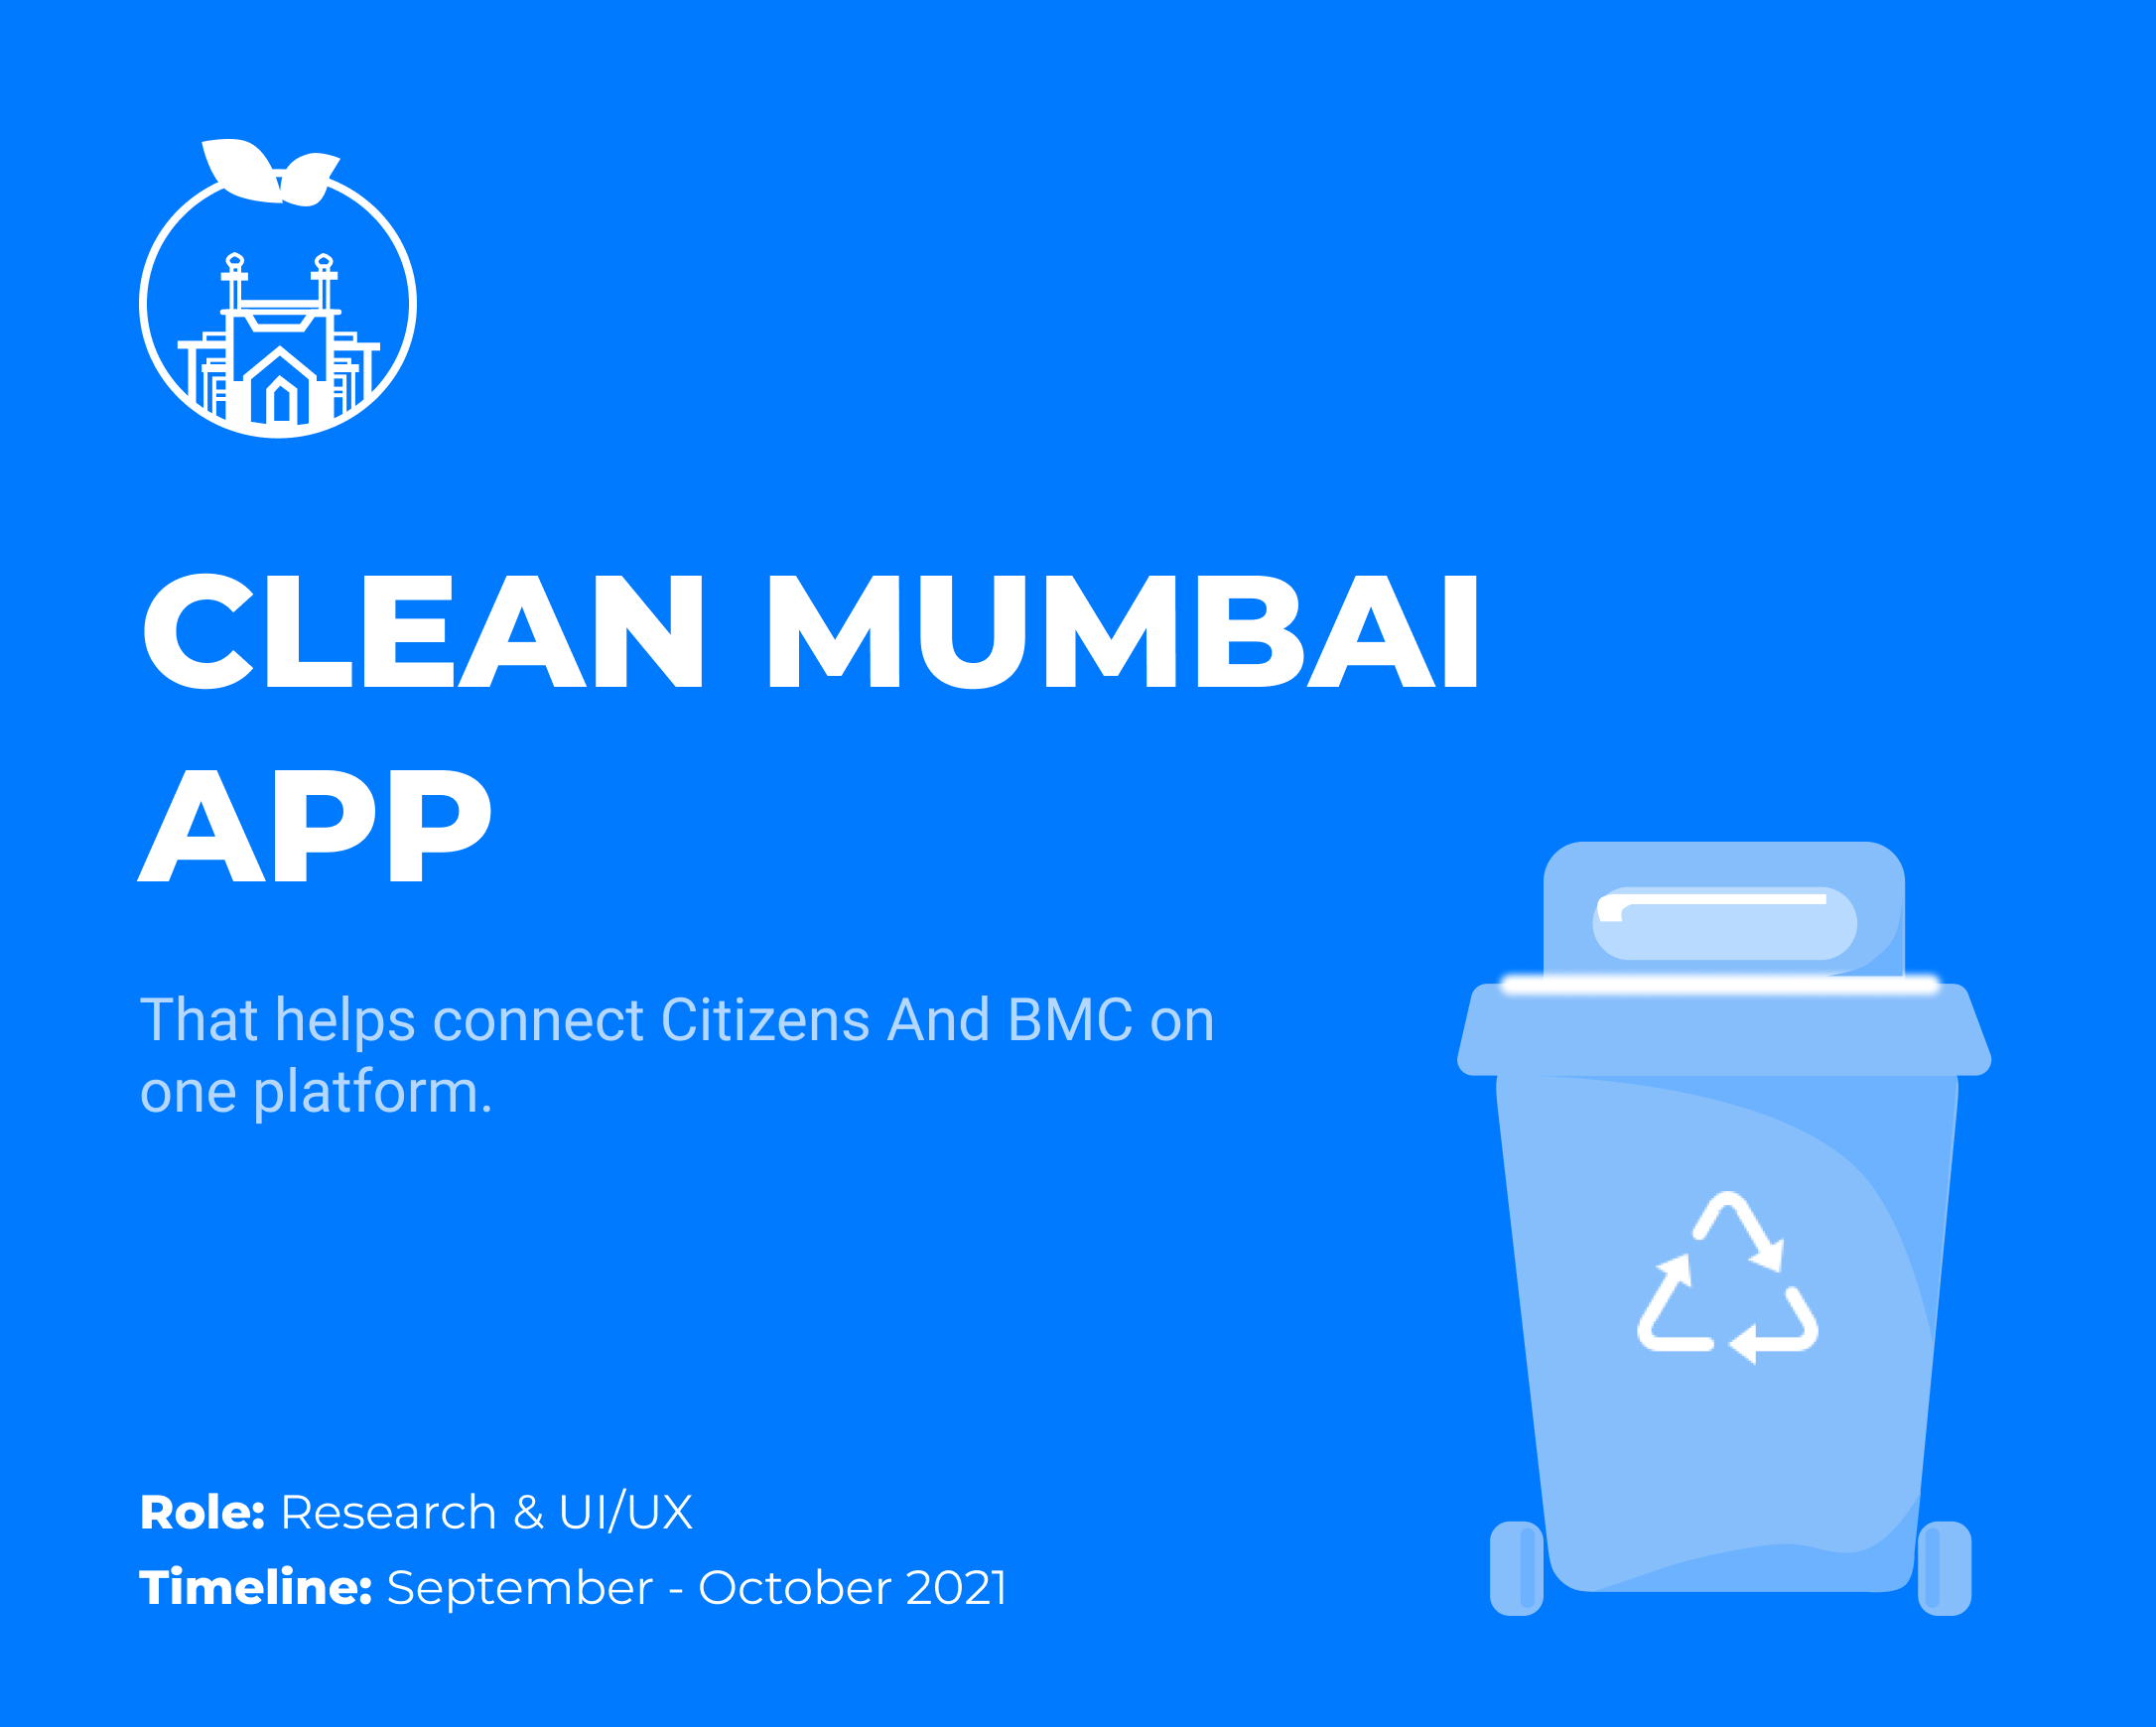 CLEAN MUMBAI
APP
That helps connect Citizens And BMC on
one platform.
Role: Research & UI/UX
Timeline: September - October 2021